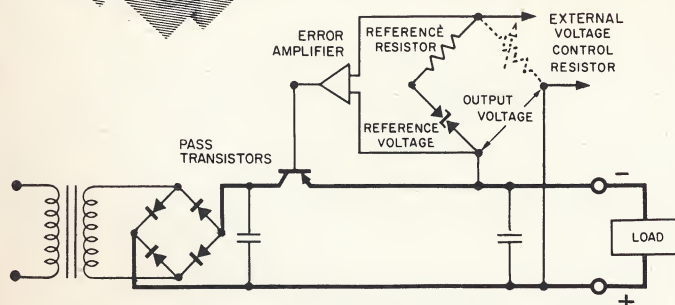 ERROR
AMPLIFIER
REFERENCE
RESISTOR
EXTERNAL
VOLTAGE
CONTROL
RESISTOR
OUTPUT
VOLTAGE
REFERENCE
VOLTAGE
PASS
TRANSISTORS
−
LOAD
+